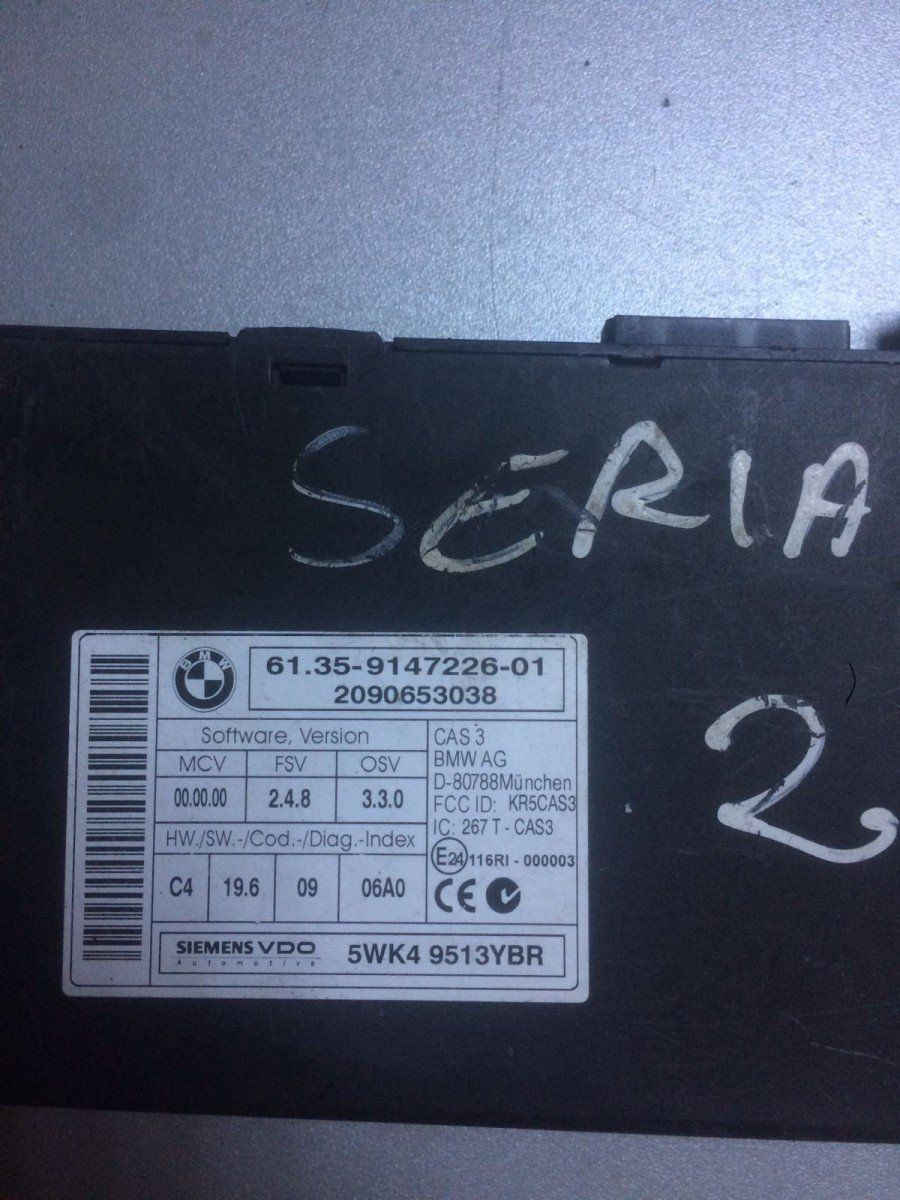 SERIA
2
BMW
61.35-9147226-01
2090653038
Software, Version
MCV FSV OSV
00.00.00 2.4.8 3.3.0
HW./SW.-/Cod.-/Diag.-Index
C4 19.6 09 06A0
CAS 3
BMW AG
D-80788München
FCC ID: KR5CAS3
IC: 267 T - CAS3
E24 116RI - 000003
CE
SIEMENS VDO
Automotive
5WK4 9513YBR